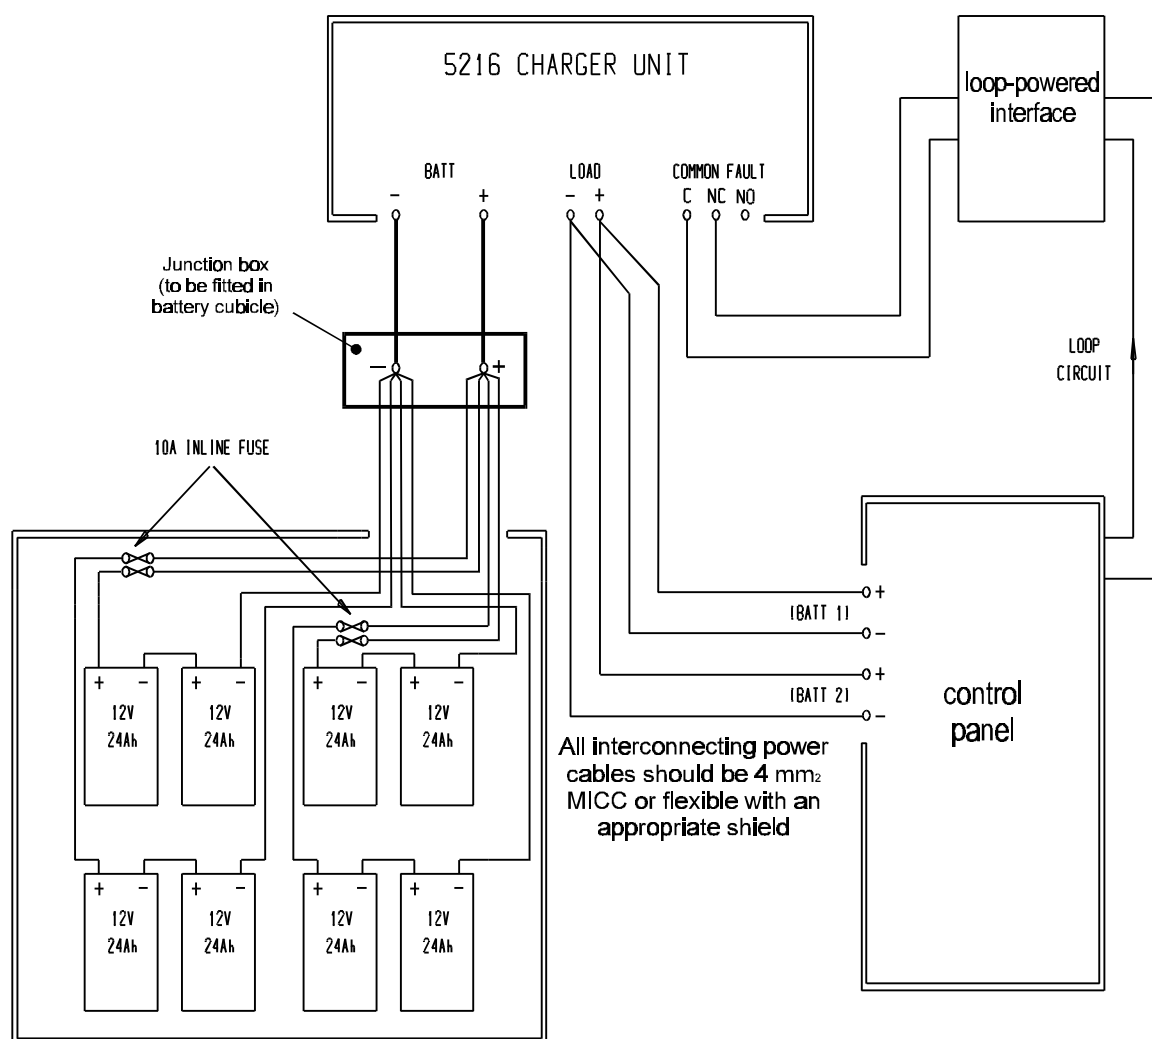 5216 CHARGER UNIT
loop-powered
interface
BATT
LOAD
COMMON FAULT
- + - + C NC NO
Junction box
(to be fitted in
battery cubicle)
- +
LOOP
CIRCUIT
10A INLINE FUSE
+
(BATT 1)
-
+
(BATT 2)
-
control
panel
+ - + - + - + -
12V 12V 12V 12V
24Ah 24Ah 24Ah 24Ah
All interconnecting power
cables should be 4 mm2
MICC or flexible with an
appropriate shield
+ - + - + - + -
12V 12V 12V 12V
24Ah 24Ah 24Ah 24Ah